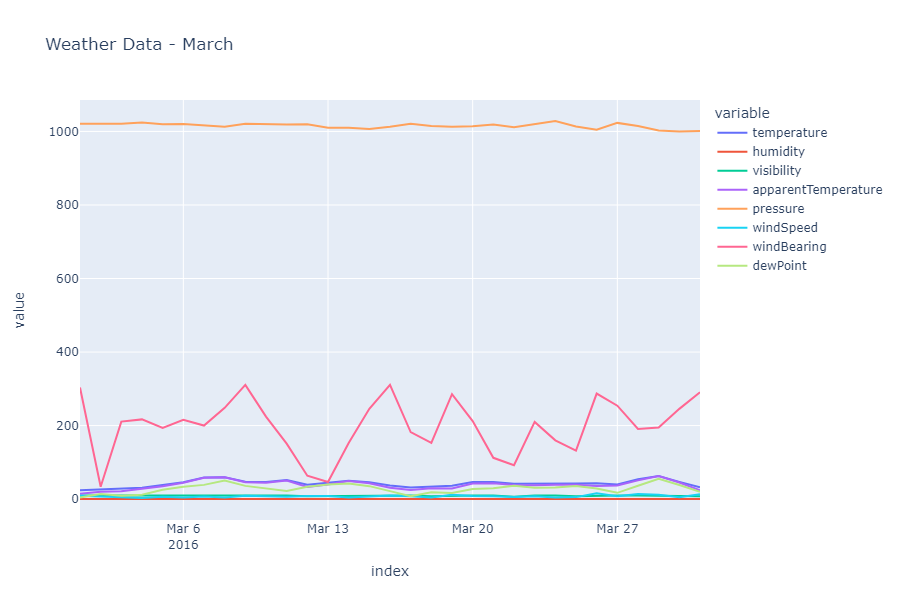 Weather Data - March
variable
temperature
humidity
visibility
apparentTemperature
pressure
windSpeed
windBearing
dewPoint
value
1000
800
600
400
200
0
Mar 6
2016
Mar 13
Mar 20
Mar 27
index